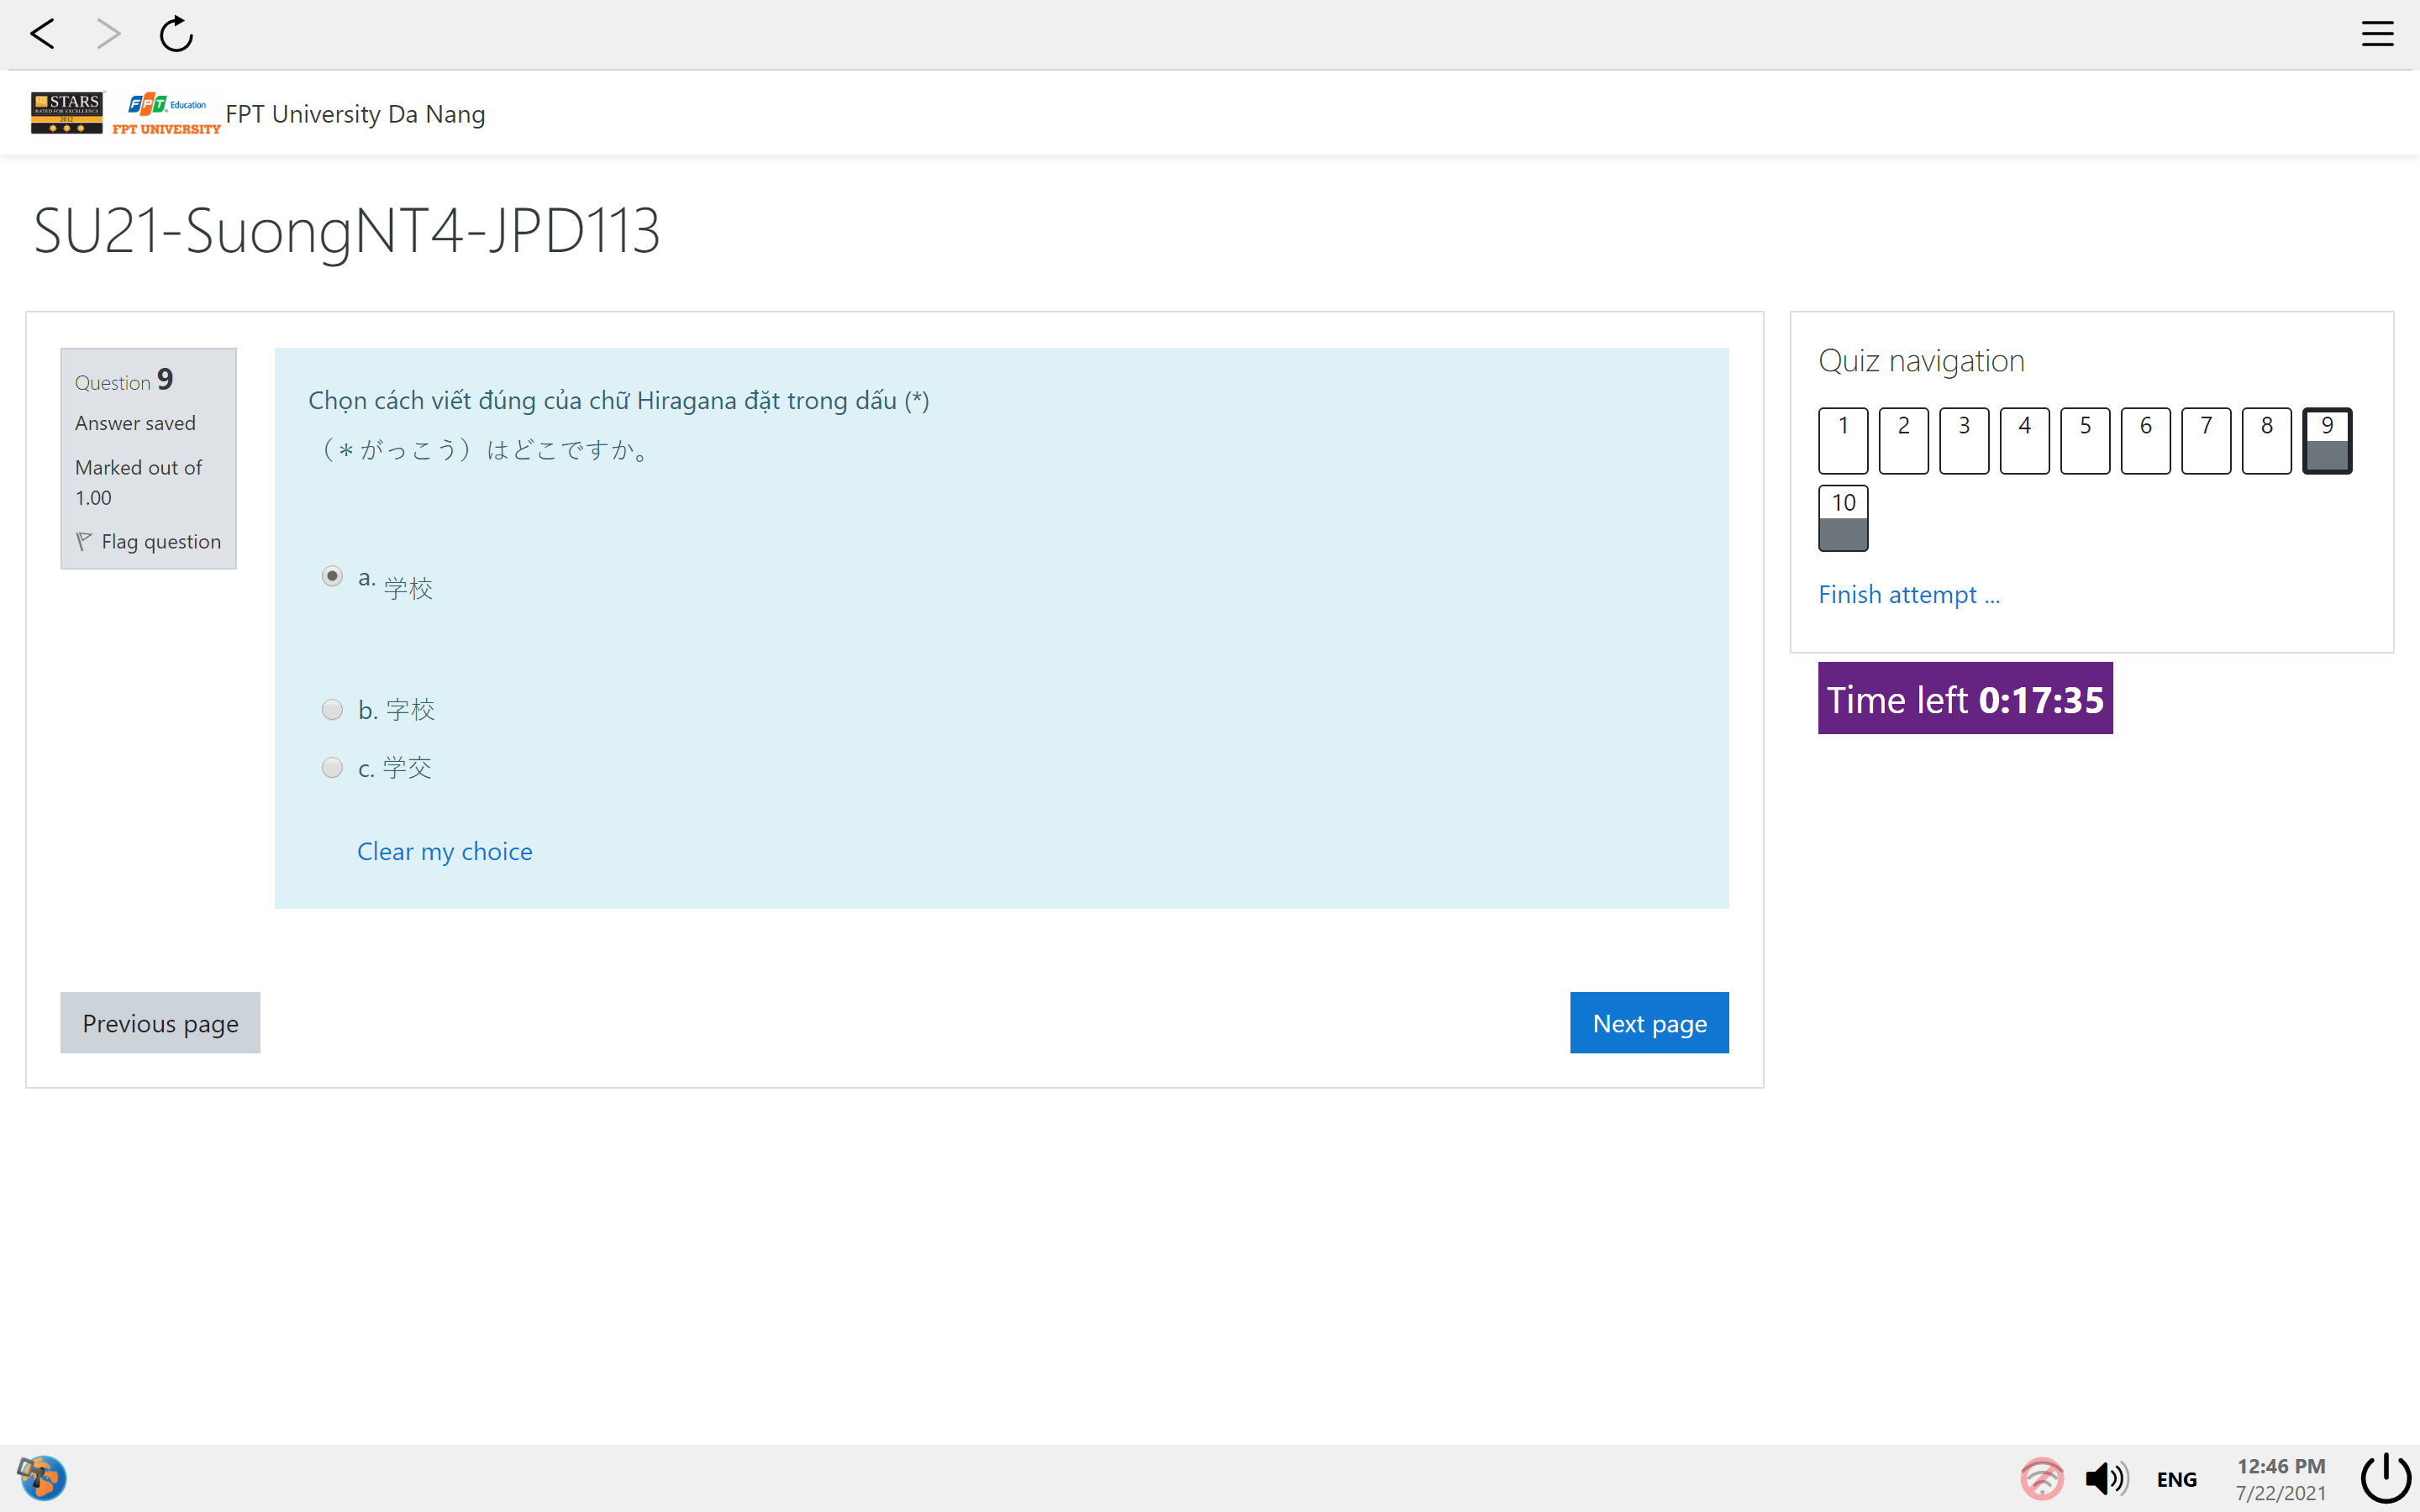 STARS
RATED FOR EXCELLENCE
2012
FPT Education
FPT UNIVERSITY
FPT University Da Nang
SU21-SuongNT4-JPD113
Question 9
Answer saved
Marked out of
1.00
Flag question
Chọn cách viết đúng của chữ Hiragana đặt trong dấu (*)
（＊がっこう）はどこですか。
a. 学校
b. 字校
c. 学交
Clear my choice
Previous page
Next page
Quiz navigation
1 2 3 4 5 6 7 8 9
10
Finish attempt ...
Time left 0:17:35
ENG
12:46 PM
7/22/2021